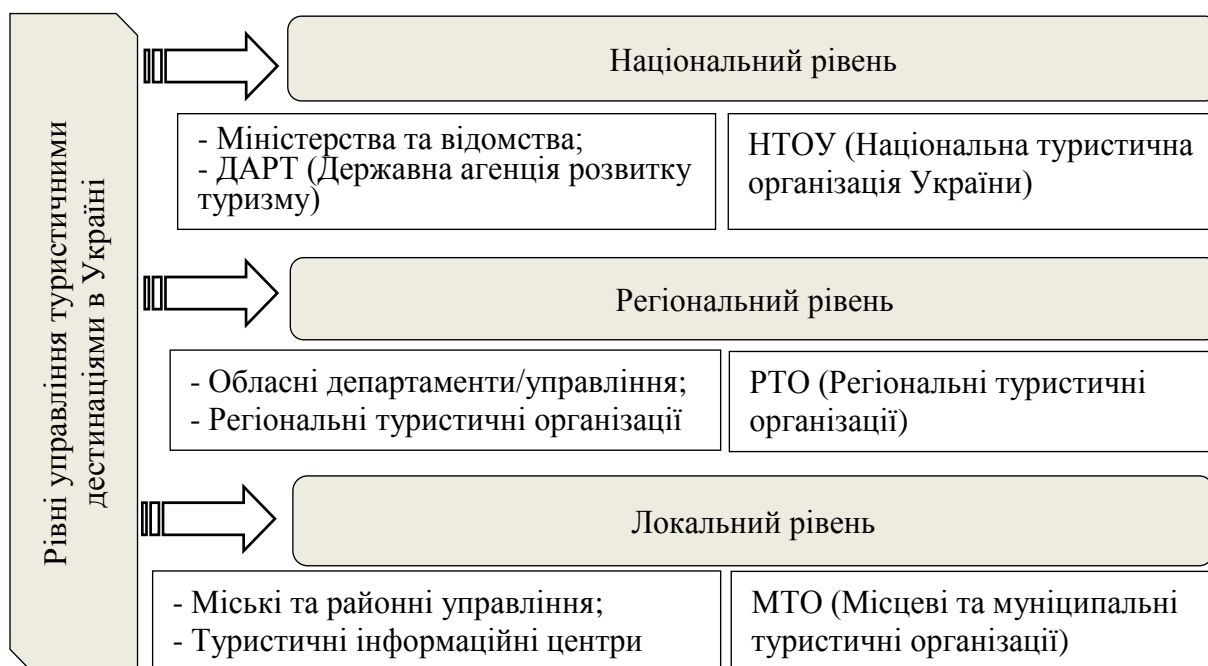 Рівні управління туристичними
дестинаціями в Україні
Національний рівень
- Міністерства та відомства;
- ДАРТ (Державна агенція розвитку
туризму)
НТОУ (Національна туристична
організація України)
Регіональний рівень
- Обласні департаменти/управління;
- Регіональні туристичні організації
РТО (Регіональні туристичні
організації)
Локальний рівень
- Міські та районні управління;
- Туристичні інформаційні центри
МТО (Місцеві та муніципальні
туристичні організації)